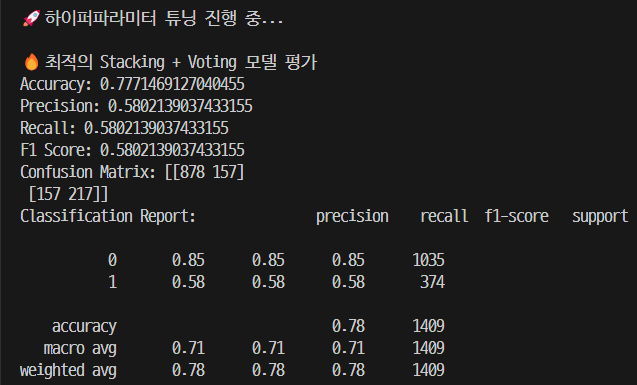 🚀 하이퍼파라미터 튜닝 진행 중...
🔥 최적의 Stacking + Voting 모델 평가
Accuracy: 0.7771469127040455
Precision: 0.5802139037433155
Recall: 0.5802139037433155
F1 Score: 0.5802139037433155
Confusion Matrix: [[878 157]
[157 217]]
Classification Report: precision recall f1-score support
0 0.85 0.85 0.85 1035
1 0.58 0.58 0.58 374
accuracy 0.78 1409
macro avg 0.71 0.71 0.71 1409
weighted avg 0.78 0.78 0.78 1409